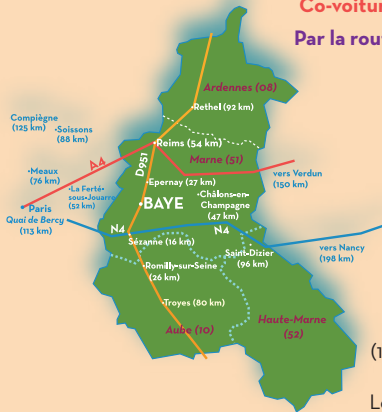 Co-voitur
Par la rout
Ardennes (08)
Rethel (92 km)
Compiègne
(125 km)
Soissons
(88 km)
Reims (54 km)
A4
D951
Marne (51)
Meaux
(76 km)
vers Verdun
(150 km)
La Ferté-
sous-Jouarre
(52 km)
Epernay (27 km)
Châlons-en-
Champagne
(47 km)
BAYE
Paris
Quai de Bercy
(113 km)
N4
N4
Sézanne (16 km)
Saint-Dizier
(96 km)
vers Nancy
(198 km)
Romilly-sur-Seine
(26 km)
Troyes (80 km)
Aube (10)
Haute-Marne
(52)
(1
L